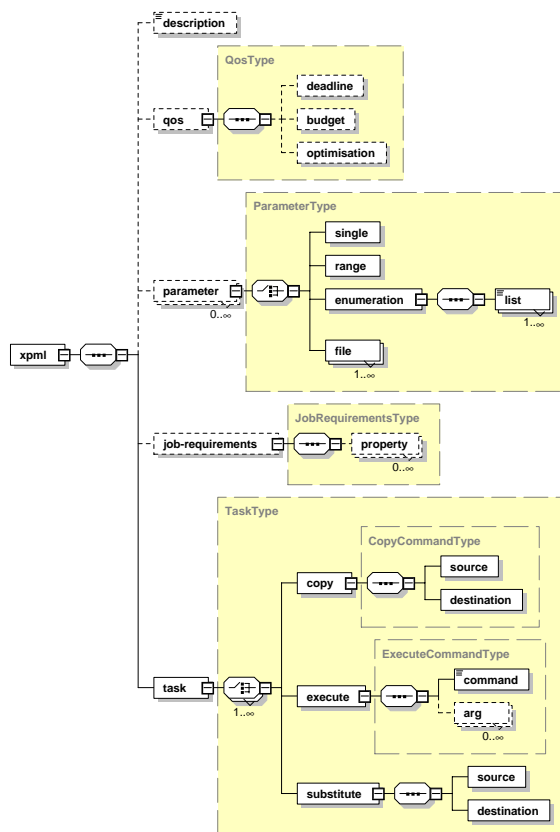 description
QosType
deadline
qos
budget
optimisation
ParameterType
single
range
parameter
0..∞
enumeration
list
1..∞
file
1..∞
xpml
JobRequirementsType
job-requirements
property
0..∞
TaskType
CopyCommandType
source
copy
destination
ExecuteCommandType
command
task
1..∞
execute
arg
0..∞
source
substitute
destination